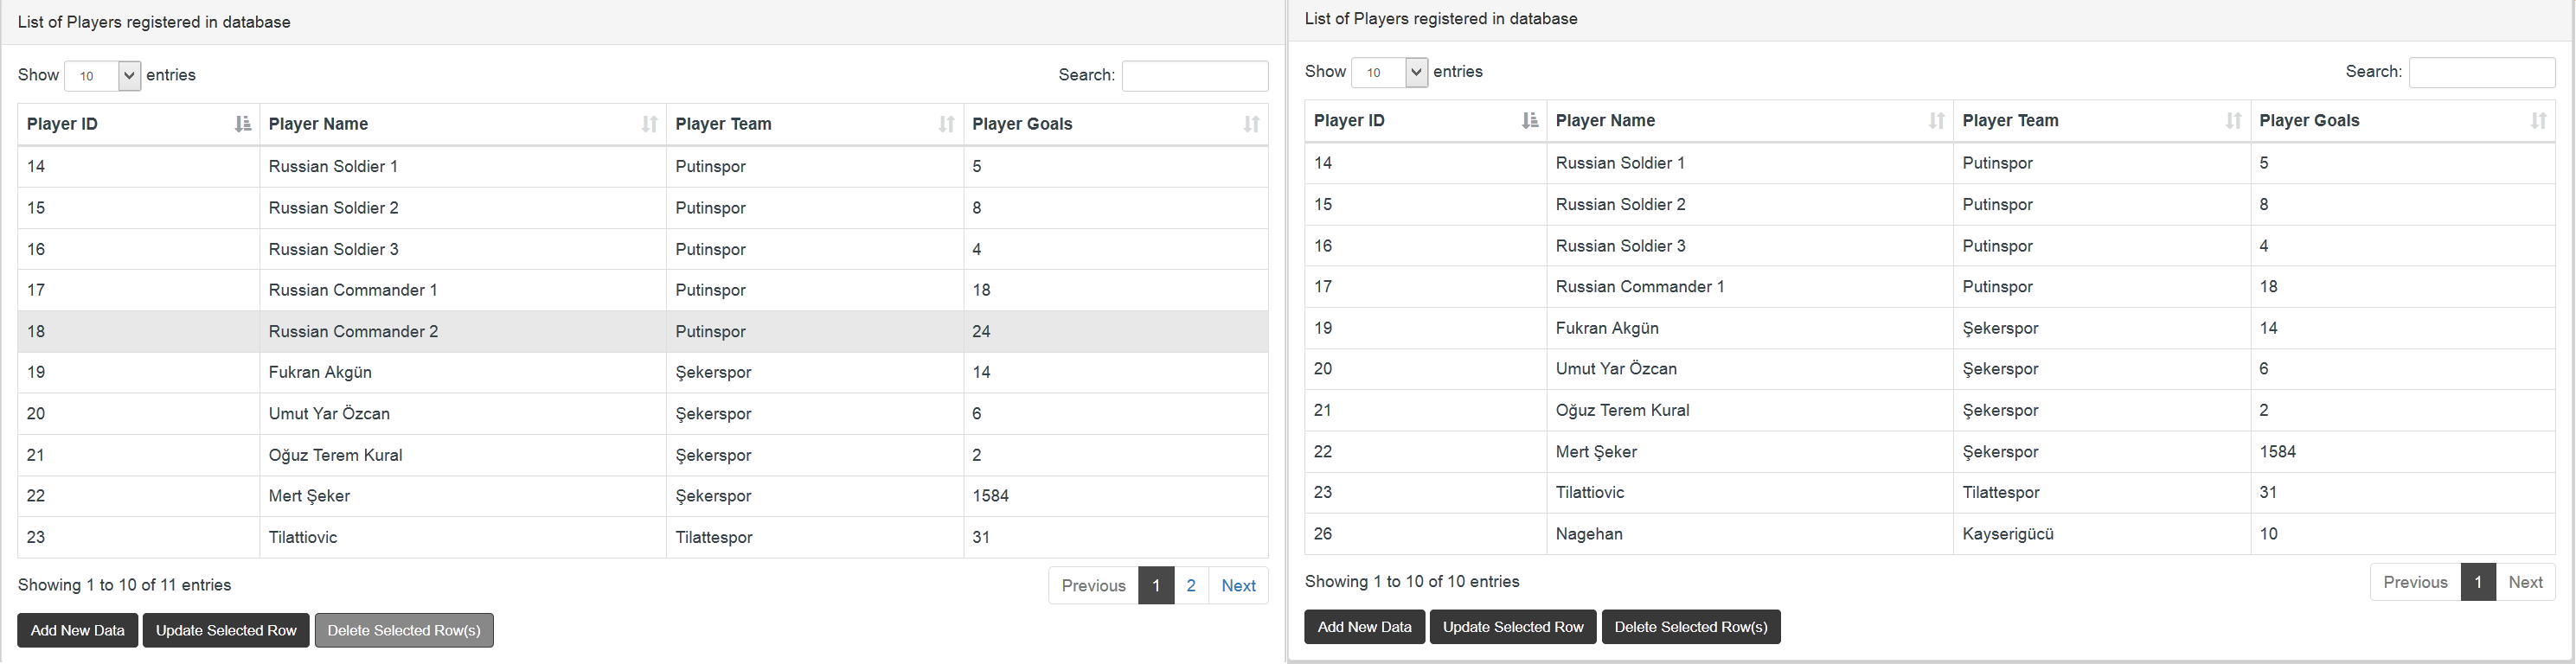 List of Players registered in database
Show 10 entries Search:
Player ID Player Name Player Team Player Goals
14 Russian Soldier 1 Putinspor 5
15 Russian Soldier 2 Putinspor 8
16 Russian Soldier 3 Putinspor 4
17 Russian Commander 1 Putinspor 18
18 Russian Commander 2 Putinspor 24
19 Fukran Akgün Şekerspor 14
20 Umut Yar Özcan Şekerspor 6
21 Oğuz Terem Kural Şekerspor 2
22 Mert Şeker Şekerspor 1584
23 Tilattiovic Tilattespor 31
Showing 1 to 10 of 11 entries Previous 1 2 Next
Add New Data Update Selected Row Delete Selected Row(s)
List of Players registered in database
Show 10 entries Search:
Player ID Player Name Player Team Player Goals
14 Russian Soldier 1 Putinspor 5
15 Russian Soldier 2 Putinspor 8
16 Russian Soldier 3 Putinspor 4
17 Russian Commander 1 Putinspor 18
19 Fukran Akgün Şekerspor 14
20 Umut Yar Özcan Şekerspor 6
21 Oğuz Terem Kural Şekerspor 2
22 Mert Şeker Şekerspor 1584
23 Tilattiovic Tilattespor 31
26 Nagehan Kayserigücü 10
Showing 1 to 10 of 10 entries Previous 1 Next
Add New Data Update Selected Row Delete Selected Row(s)